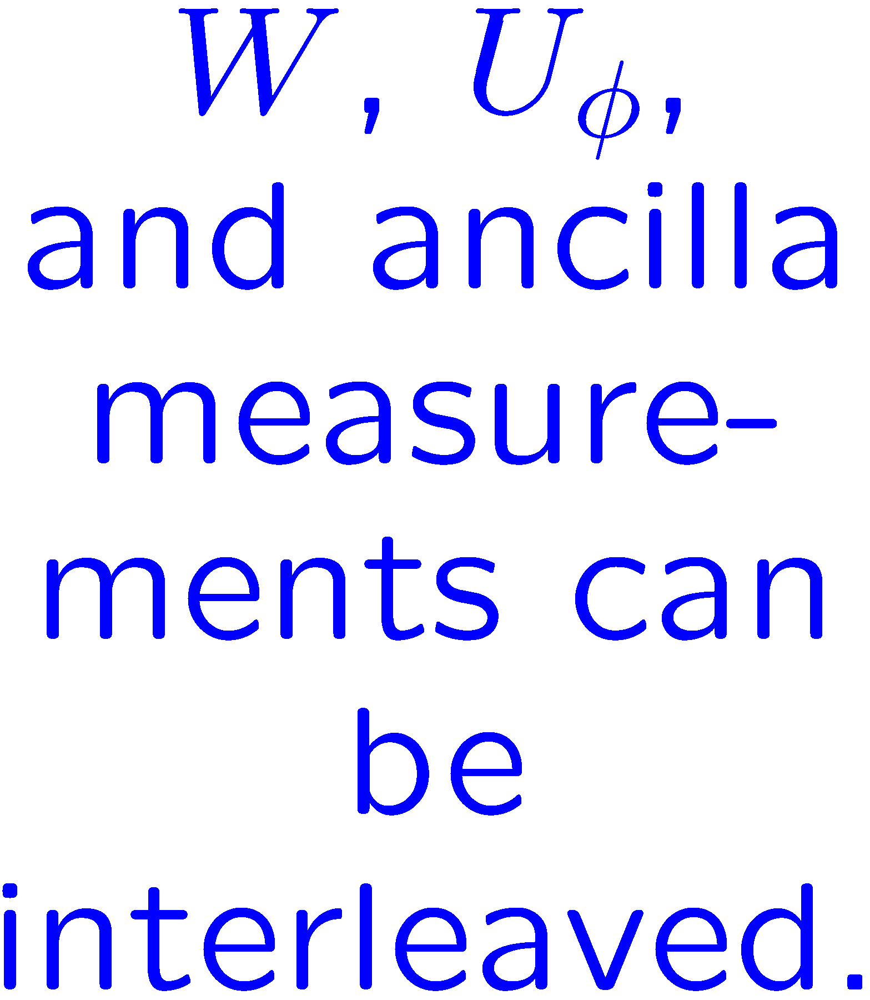 W, U_ϕ,
and ancilla
measure-
ments can
be
interleaved.